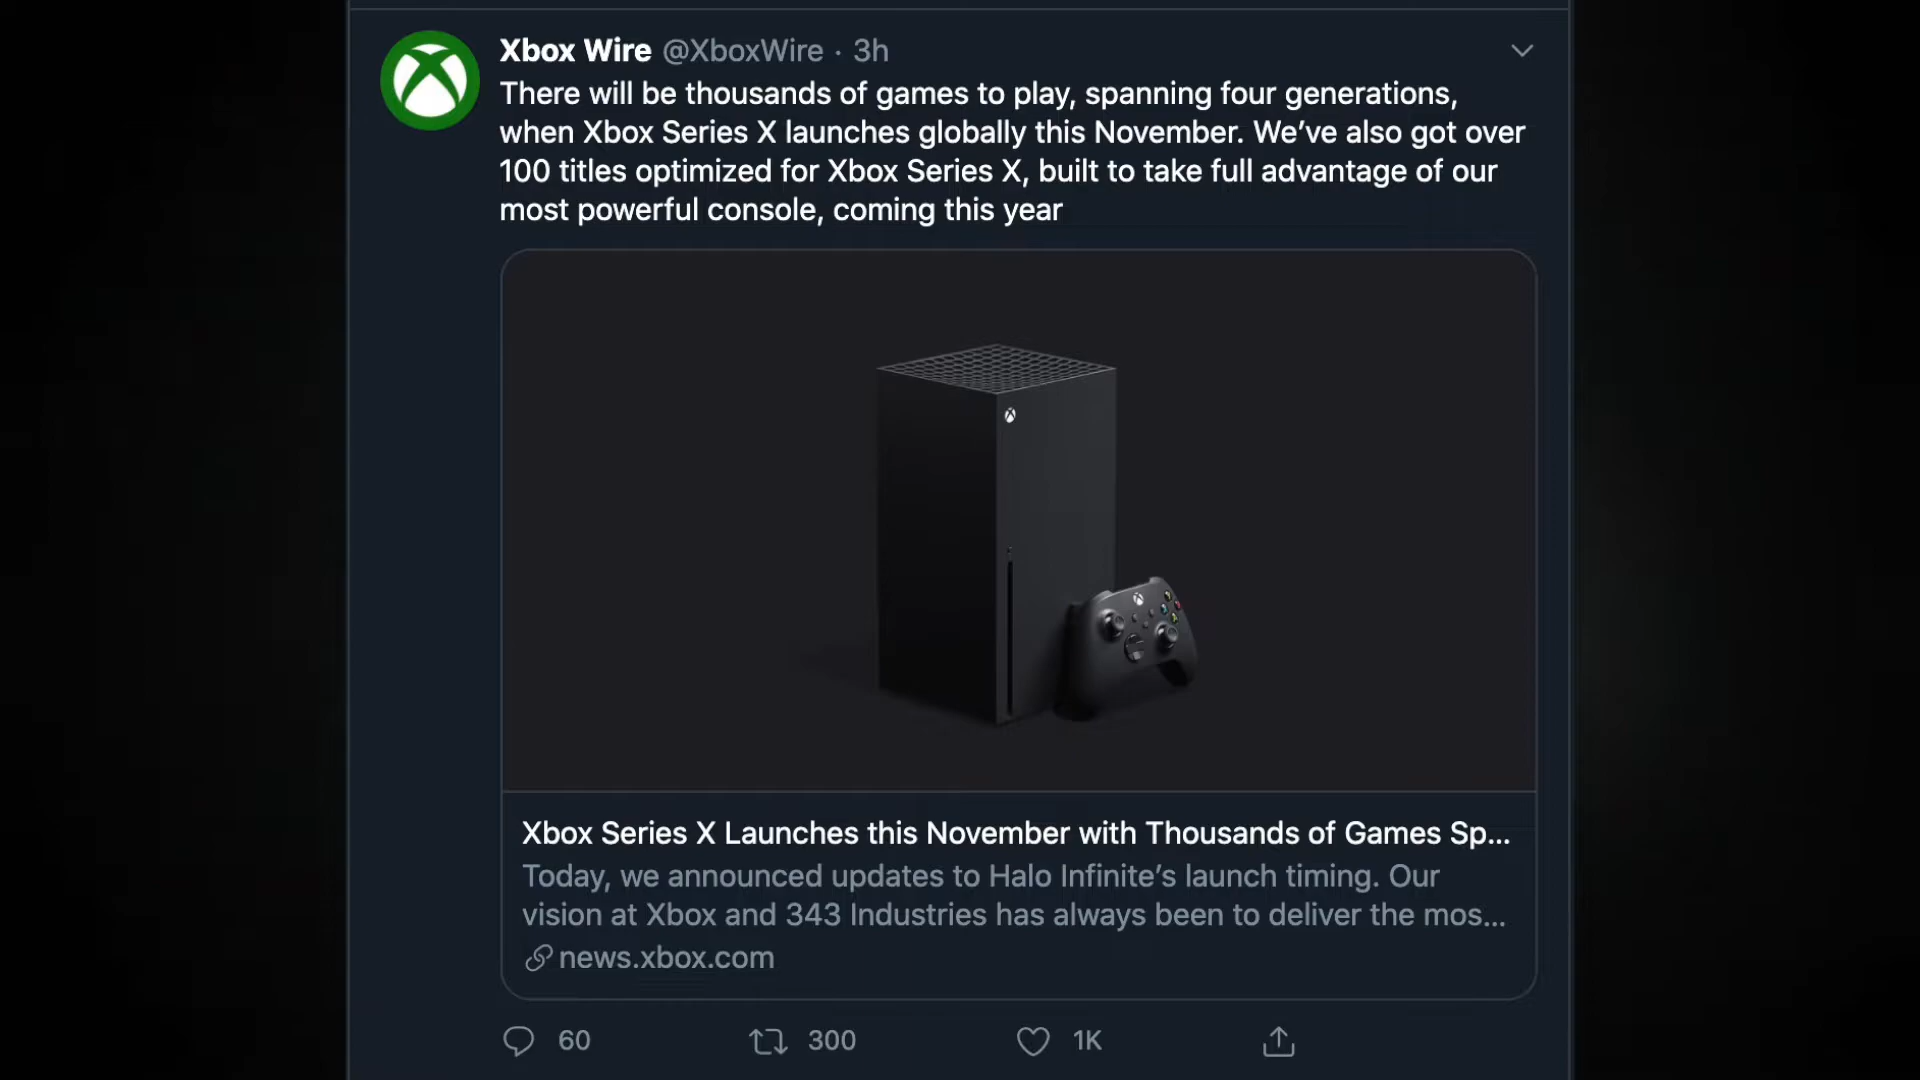 Xbox Wire @XboxWire · 3h
There will be thousands of games to play, spanning four generations,
when Xbox Series X launches globally this November. We’ve also got over
100 titles optimized for Xbox Series X, built to take full advantage of our
most powerful console, coming this year
Xbox Series X Launches this November with Thousands of Games Sp...
Today, we announced updates to Halo Infinite’s launch timing. Our
vision at Xbox and 343 Industries has always been to deliver the mos...
news.xbox.com
60 300 1K